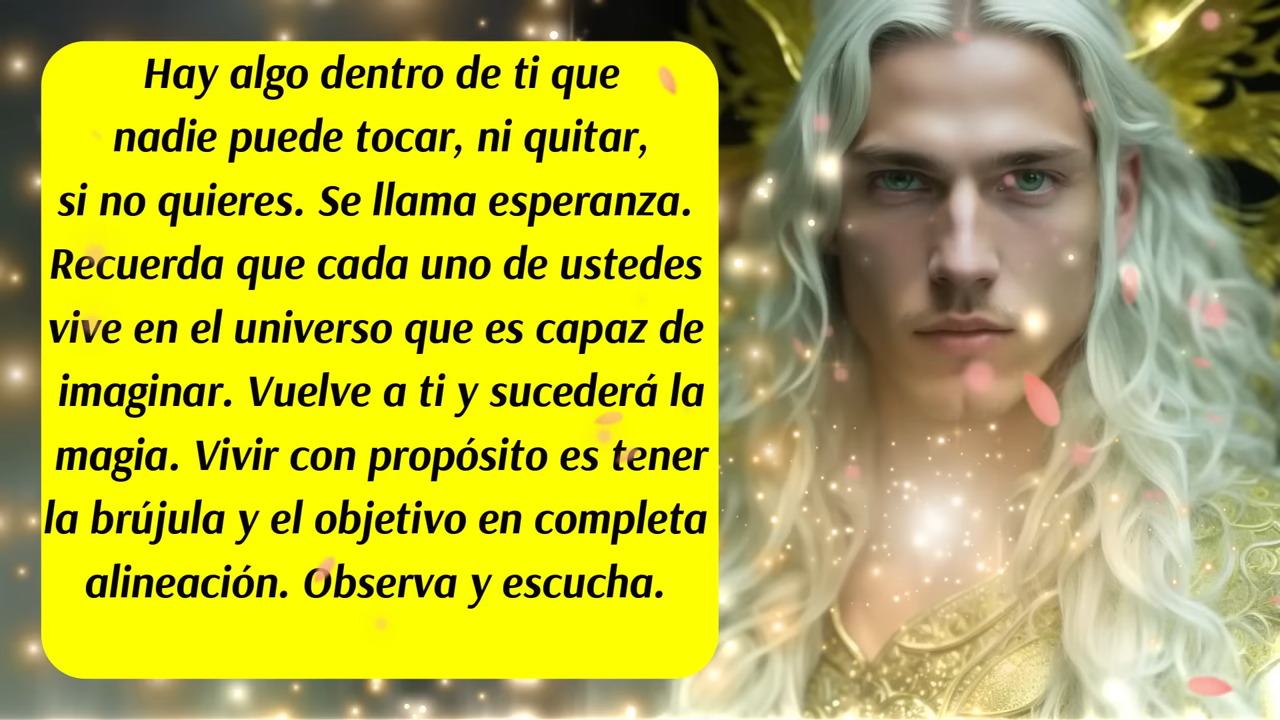 Hay algo dentro de ti que
nadie puede tocar, ni quitar,
si no quieres. Se llama esperanza.
Recuerda que cada uno de ustedes
vive en el universo que es capaz de
imaginar. Vuelve a ti y sucederá la
magia. Vivir con propósito es tener
la brújula y el objetivo en completa
alineación. Observa y escucha.